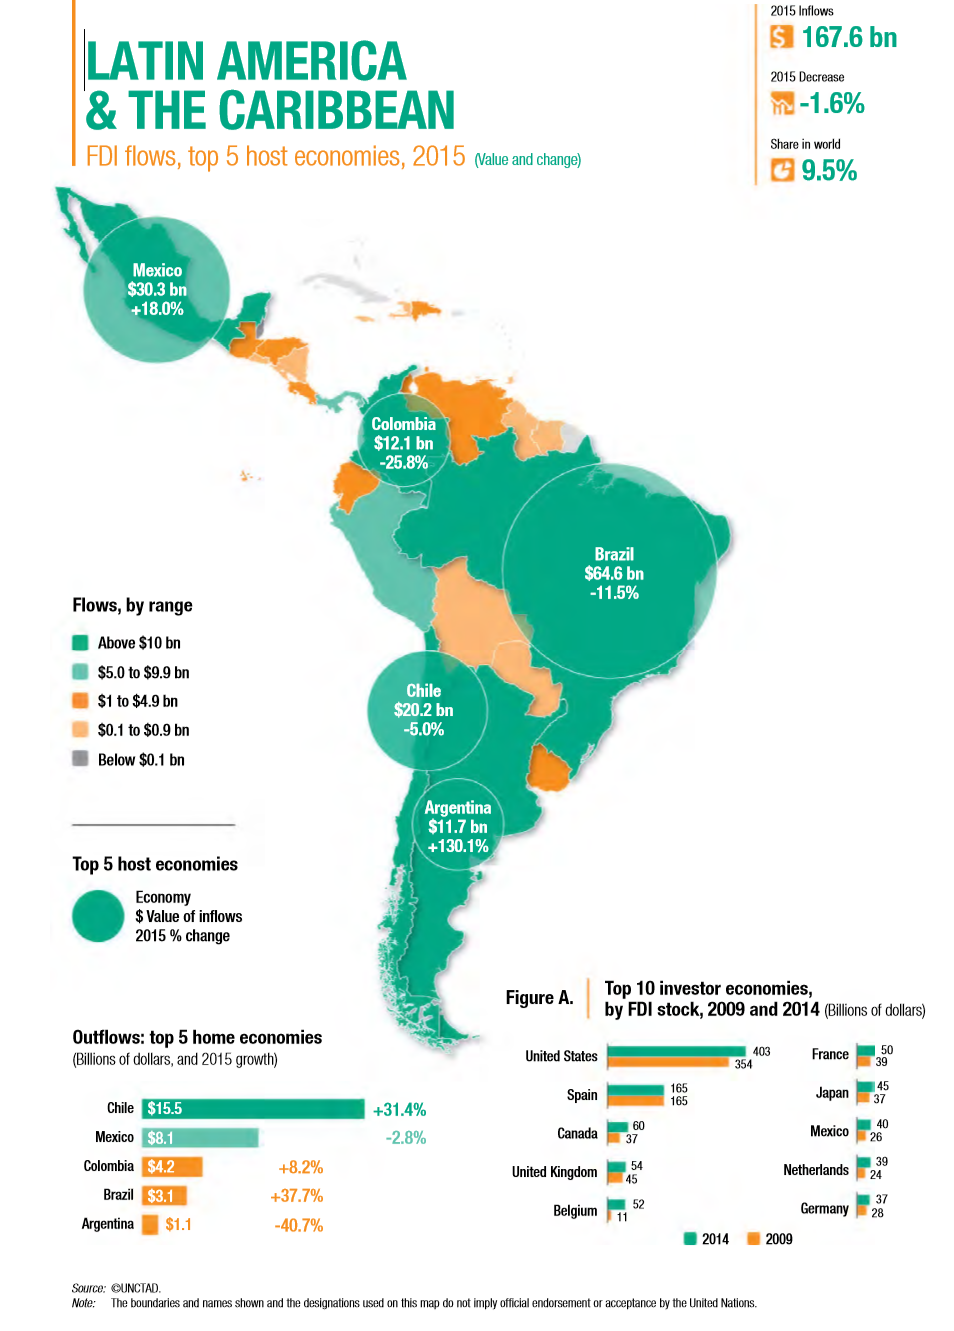 LATIN AMERICA
& THE CARIBBEAN
FDI flows, top 5 host economies, 2015 (Value and change)
2015 Inflows
$ 167.6 bn
2015 Decrease
-1.6%
Share in world
9.5%
Mexico
$30.3 bn
+18.0%
Colombia
$12.1 bn
-25.8%
Brazil
$64.6 bn
-11.5%
Chile
$20.2 bn
-5.0%
Argentina
$11.7 bn
+130.1%
Flows, by range
Above $10 bn
$5.0 to $9.9 bn
$1 to $4.9 bn
$0.1 to $0.9 bn
Below $0.1 bn
Top 5 host economies
Economy
$ Value of inflows
2015 % change
Outflows: top 5 home economies
(Billions of dollars, and 2015 growth)
Chile $15.5 +31.4%
Mexico $8.1 -2.8%
Colombia $4.2 +8.2%
Brazil $3.1 +37.7%
Argentina $1.1 -40.7%
Figure A.
Top 10 investor economies,
by FDI stock, 2009 and 2014 (Billions of dollars)
United States 403 354
Spain 165 165
Canada 60 37
United Kingdom 54 45
Belgium 52 11
France 50 39
Japan 45 37
Mexico 40 26
Netherlands 39 24
Germany 37 28
2014 2009
Source: ©UNCTAD.
Note: The boundaries and names shown and the designations used on this map do not imply official endorsement or acceptance by the United Nations.